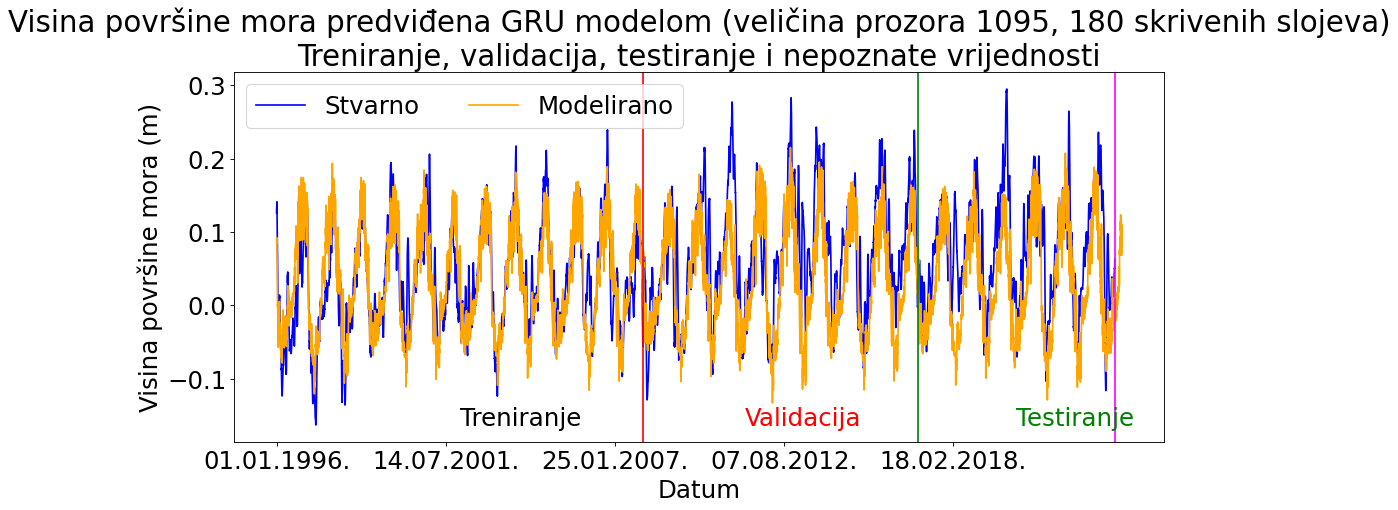 Visina površine mora predviđena GRU modelom (veličina prozora 1095, 180 skrivenih slojeva)
Treniranje, validacija, testiranje i nepoznate vrijednosti
Stvarno Modelirano
Visina površine mora (m)
0.3
0.2
0.1
0.0
−0.1
Treniranje Validacija Testiranje
01.01.1996. 14.07.2001. 25.01.2007. 07.08.2012. 18.02.2018.
Datum